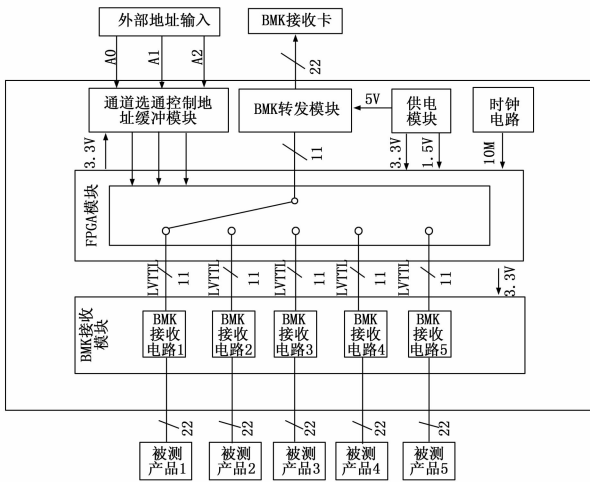 外部地址输入
BMK接收卡
A0
A1
A2
22
通道选通控制地
址缓冲模块
BMK转发模块
5V
供电
模块
时钟
电路
3.3V
11
3.3V
1.5V
10M
FPGA模块
LVTTL
11
LVTTL
11
LVTTL
11
LVTTL
11
LVTTL
11
3.3V
BMK接收
模块
BMK
接收
电路1
BMK
接收
电路2
BMK
接收
电路3
BMK
接收
电路4
BMK
接收
电路5
22
22
22
22
22
被测
产品1
被测
产品2
被测
产品3
被测
产品4
被测
产品5